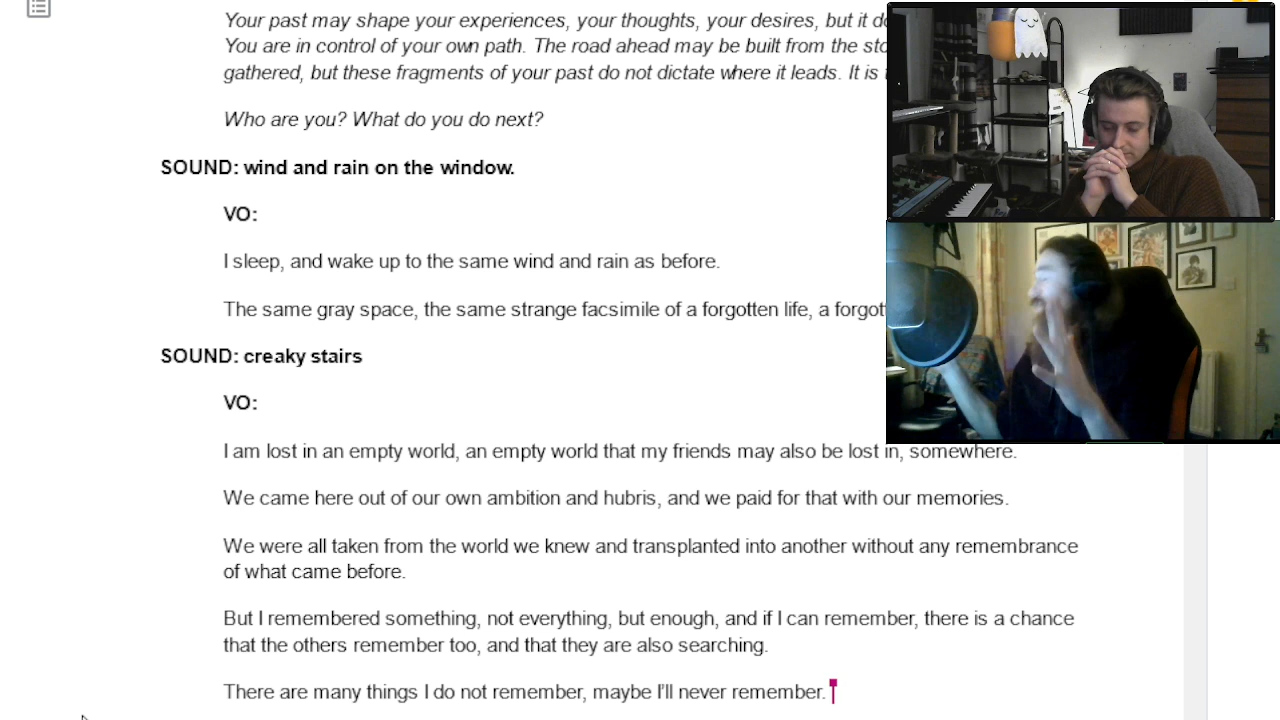 Your past may shape your experiences, your thoughts, your desires, but it
You are in control of your own path. The road ahead may be built from the
gathered, but these fragments of your past do not dictate where it leads. It is
Who are you? What do you do next?
SOUND: wind and rain on the window.
VO:
I sleep, and wake up to the same wind and rain as before.
The same gray space, the same strange facsimile of a forgotten life, a
SOUND: creaky stairs
VO:
I am lost in an empty world, an empty world that my friends may also be lost in, somewhere.
We came here out of our own ambition and hubris, and we paid for that with our memories.
We were all taken from the world we knew and transplanted into another without any remembrance
of what came before.
But I remembered something, not everything, but enough, and if I can remember, there is a chance
that the others remember too, and that they are also searching.
There are many things I do not remember, maybe I'll never remember.